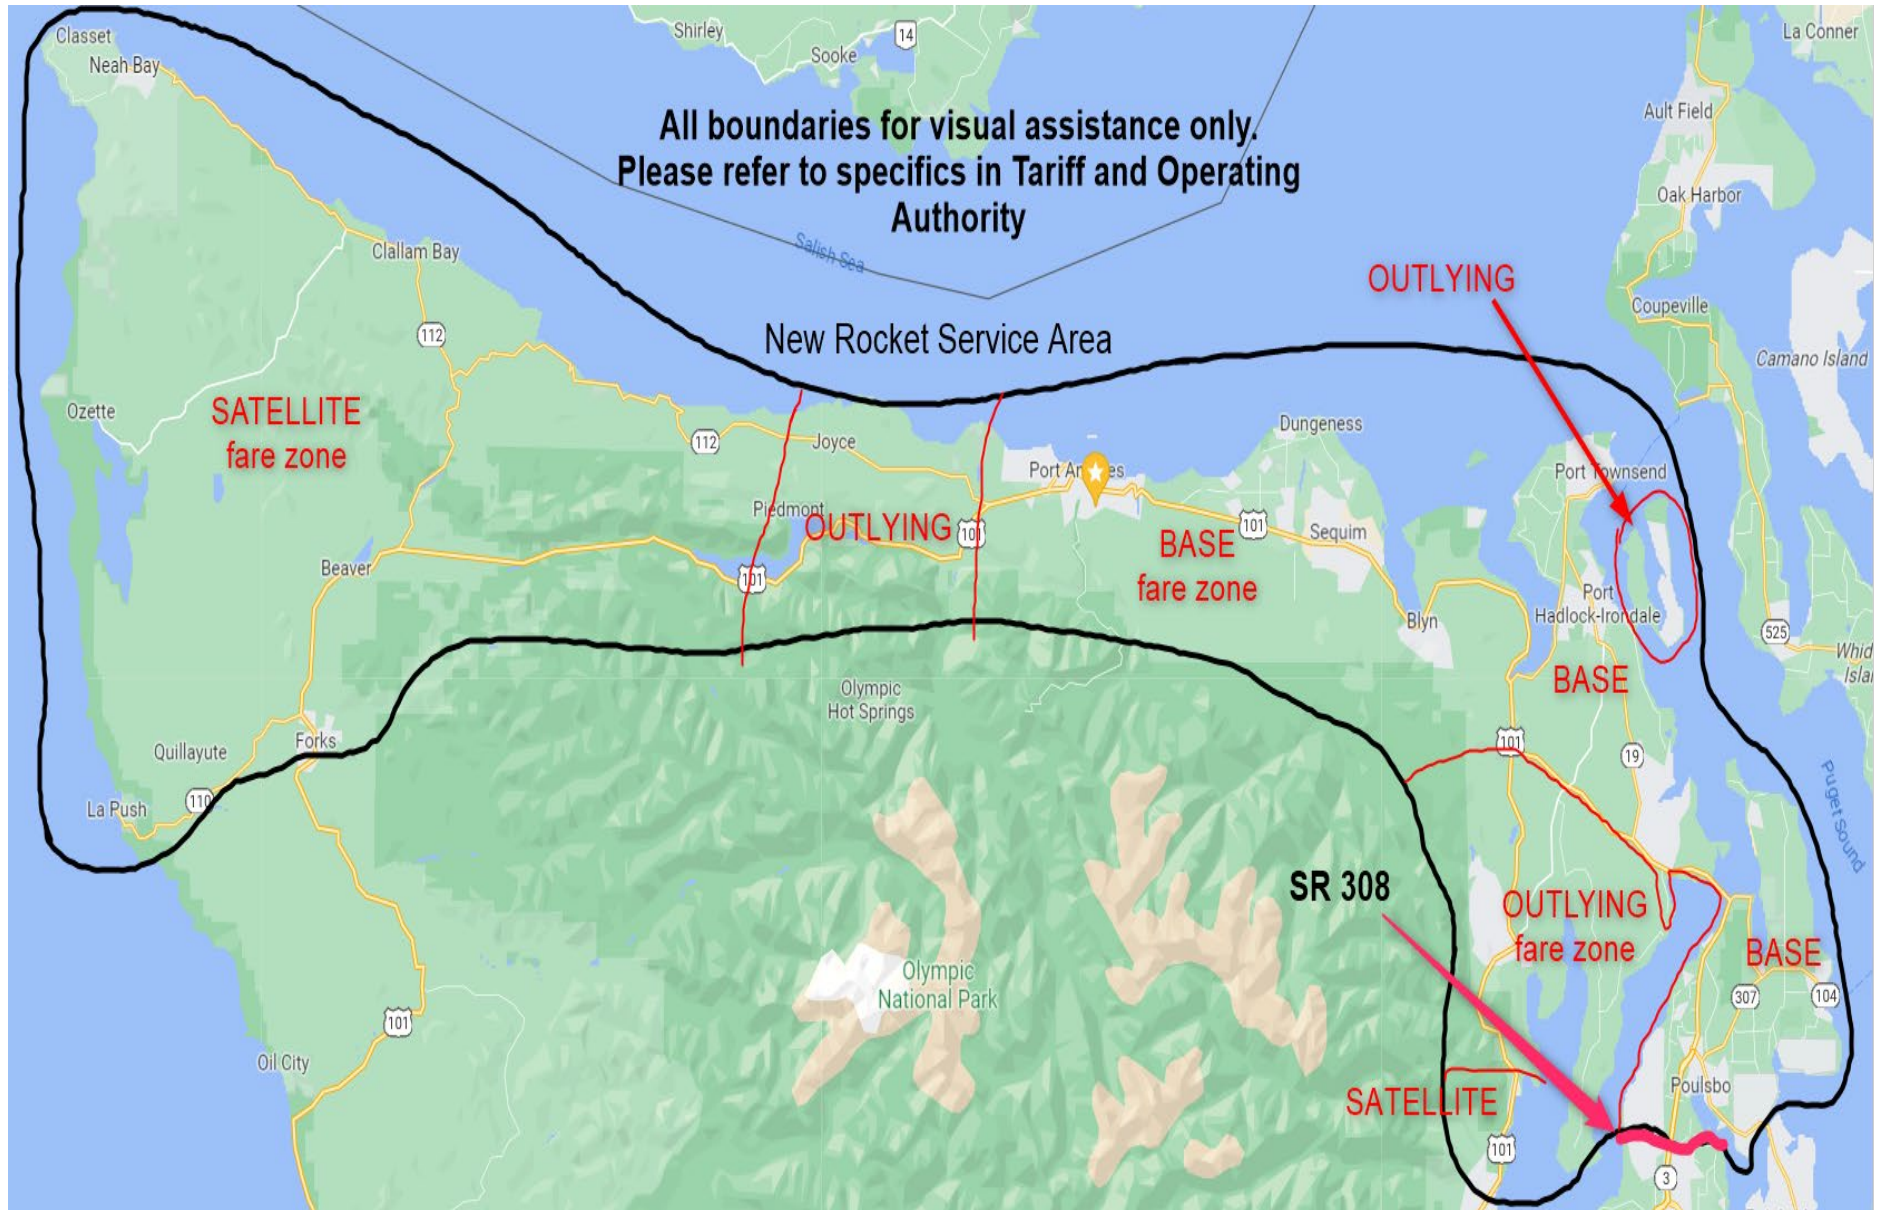 Classet
Neah Bay
Shirley
Sooke
14
La Conner
All boundaries for visual assistance only.
Please refer to specifics in Tariff and Operating
Authority
Ault Field
Oak Harbor
Salish Sea
Clallam Bay
OUTLYING
Coupeville
112
New Rocket Service Area
Camano Island
Ozette
SATELLITE
fare zone
112
Joyce
Dungeness
Port An es
Port Townsend
Piedmont
OUTLYING
101
BASE
fare zone
101
Sequim
Beaver
101
Port
Hadlock-Irondale
Blyn
525
Whid
Islan
BASE
Olympic
Hot Springs
Quillayute
Forks
101
19
La Push
110
Puget Sound
SR 308
OUTLYING
fare zone
BASE
Olympic
National Park
307
104
101
Oil City
Poulsbo
SATELLITE
101
3